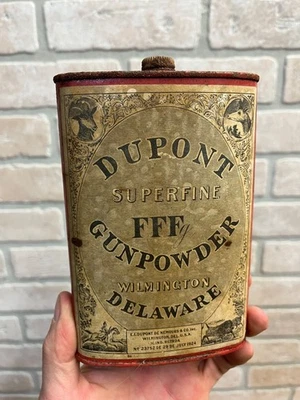 DUPONT
SUPERFINE
FFFg
GUNPOWDER
WILMINGTON
DELAWARE
E.I. DUPONT DE NEMOURS & CO. INC.
WILMINGTON, DEL. U.S.A.